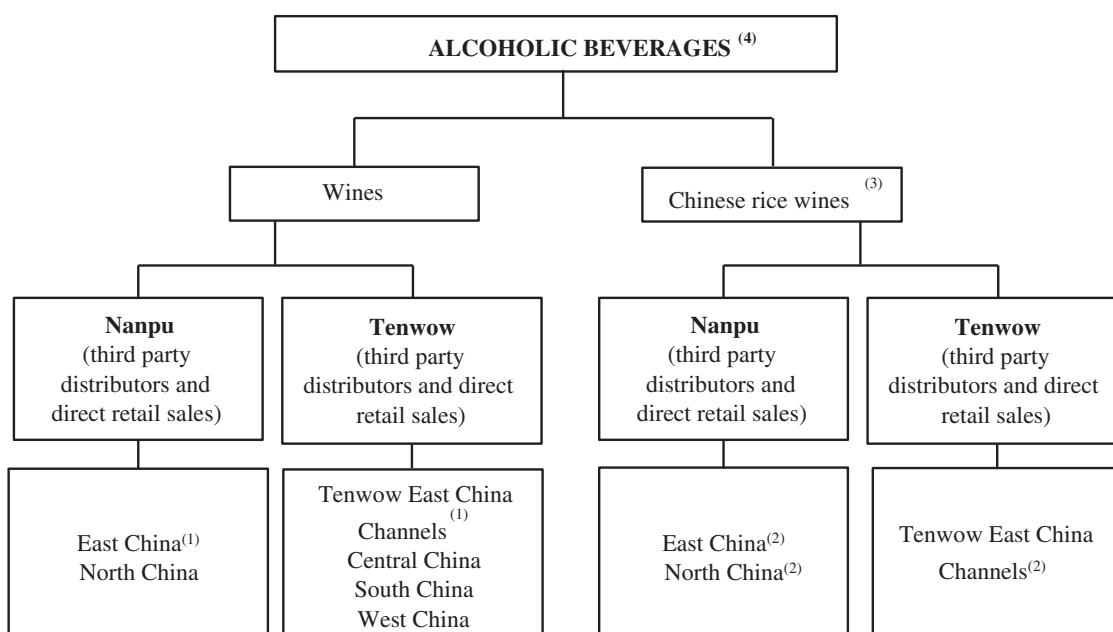 ALCOHOLIC BEVERAGES (4)
Wines
Chinese rice wines (3)
Nanpu
(third party
distributors and
direct retail sales)
Tenwow
(third party
distributors and direct
retail sales)
Nanpu
(third party
distributors and
direct retail sales)
Tenwow
(third party
distributors and direct
retail sales)
East China(1)
North China
Tenwow East China
Channels(1)
Central China
South China
West China
East China(2)
North China(2)
Tenwow East China
Channels(2)